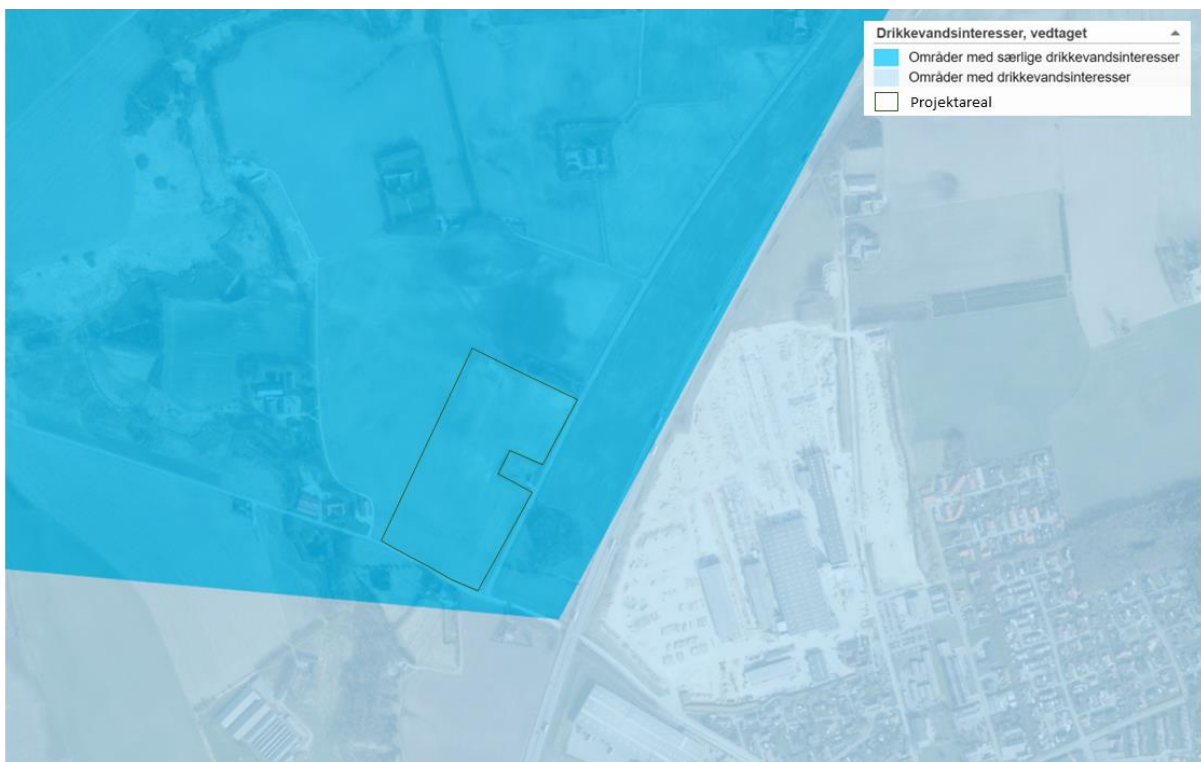 Drikkevandsinteresser, vedtaget
Områder med særlige drikkevandsinteresser
Områder med drikkevandsinteresser
Projektareal